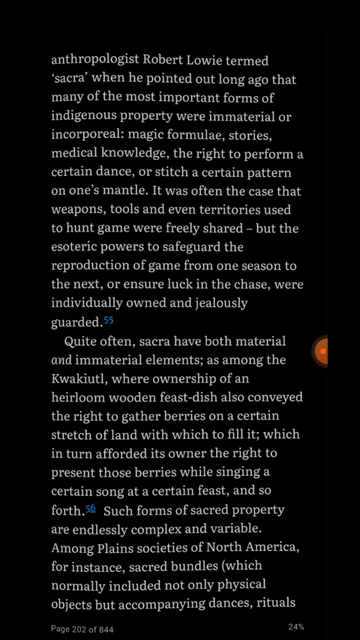 anthropologist Robert Lowie termed
‘sacra’ when he pointed out long ago that
many of the most important forms of
indigenous property were immaterial or
incorporeal: magic formulae, stories,
medical knowledge, the right to perform a
certain dance, or stitch a certain pattern
on one’s mantle. It was often the case that
weapons, tools and even territories used
to hunt game were freely shared – but the
esoteric powers to safeguard the
reproduction of game from one season to
the next, or ensure luck in the chase, were
individually owned and jealously
guarded.55
Quite often, sacra have both material
and immaterial elements; as among the
Kwakiutl, where ownership of an
heirloom wooden feast-dish also conveyed
the right to gather berries on a certain
stretch of land with which to fill it; which
in turn afforded its owner the right to
present those berries while singing a
certain song at a certain feast, and so
forth.56 Such forms of sacred property
are endlessly complex and variable.
Among Plains societies of North America,
for instance, sacred bundles (which
normally included not only physical
objects but accompanying dances, rituals
Page 202 of 844 24%